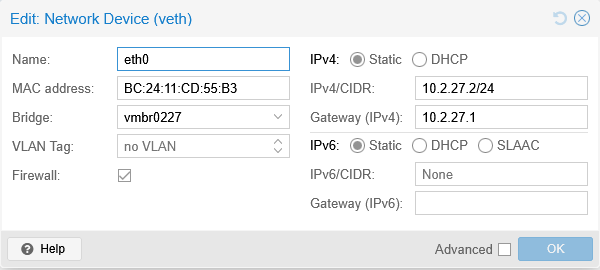 Edit: Network Device (veth)
Name: eth0
MAC address: BC:24:11:CD:55:B3
Bridge: vmbr0227
VLAN Tag: no VLAN
Firewall:
IPv4: Static DHCP
IPv4/CIDR: 10.2.27.2/24
Gateway (IPv4): 10.2.27.1
IPv6: Static DHCP SLAAC
IPv6/CIDR: None
Gateway (IPv6):
Help
Advanced
OK